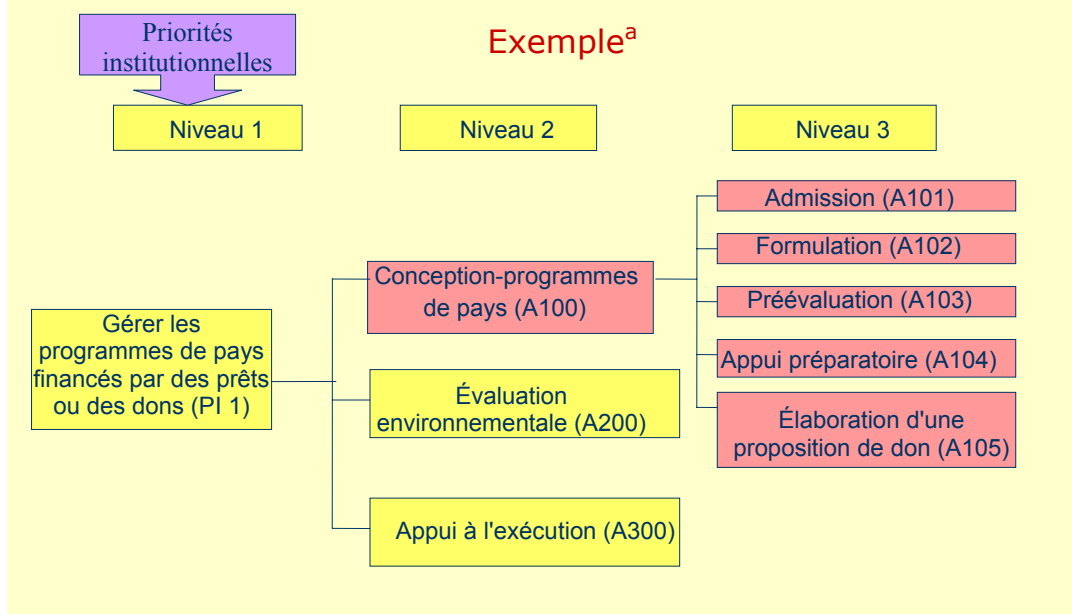 Priorités
institutionnelles
Exempleª
Niveau 1
Niveau 2
Niveau 3
Gérer les
programmes de pays
financés par des prêts
ou des dons (PI 1)
Conception-programmes
de pays (A100)
Évaluation
environnementale (A200)
Appui à l'exécution (A300)
Admission (A101)
Formulation (A102)
Préévaluation (A103)
Appui préparatoire (A104)
Élaboration d'une
proposition de don (A105)